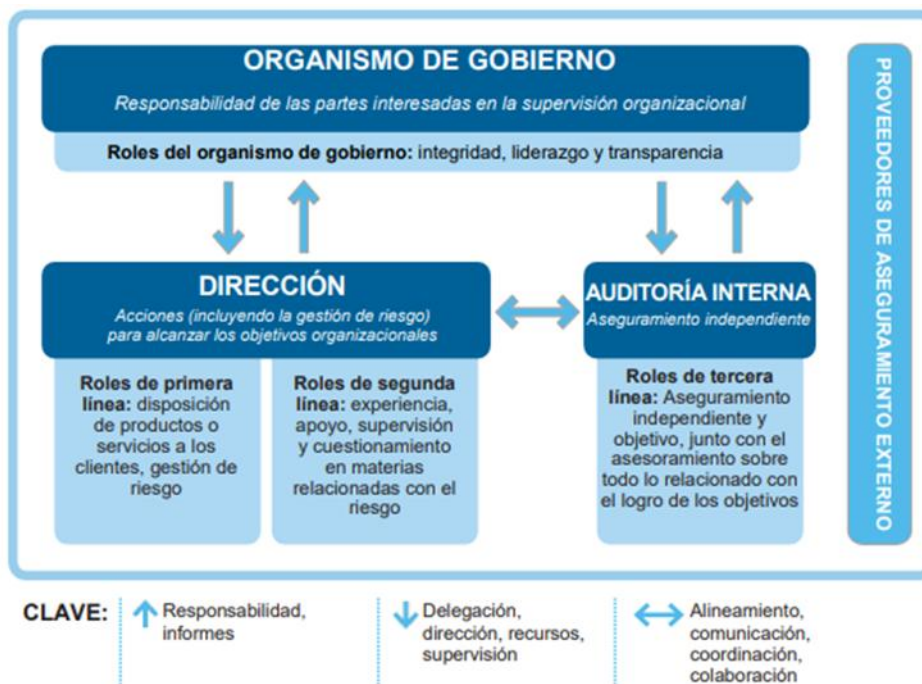 ORGANISMO DE GOBIERNO
Responsabilidad de las partes interesadas en la supervisión organizacional
Roles del organismo de gobierno: integridad, liderazgo y transparencia
DIRECCIÓN
Acciones (incluyendo la gestión de riesgo)
para alcanzar los objetivos organizacionales
Roles de primera
línea: disposición
de productos o
servicios a los
clientes, gestión de
riesgo
Roles de segunda
línea: experiencia,
apoyo, supervisión
y cuestionamiento
en materias
relacionadas con el
riesgo
AUDITORÍA INTERNA
Aseguramiento independiente
Roles de tercera
línea: Aseguramiento
independiente y
objetivo, junto con el
asesoramiento sobre
todo lo relacionado con
el logro de los objetivos
PROVEEDORES DE ASEGURAMIENTO EXTERNO
CLAVE:
Responsabilidad,
informes
Delegación,
dirección, recursos,
supervisión
Alineamiento,
comunicación,
coordinación,
colaboración